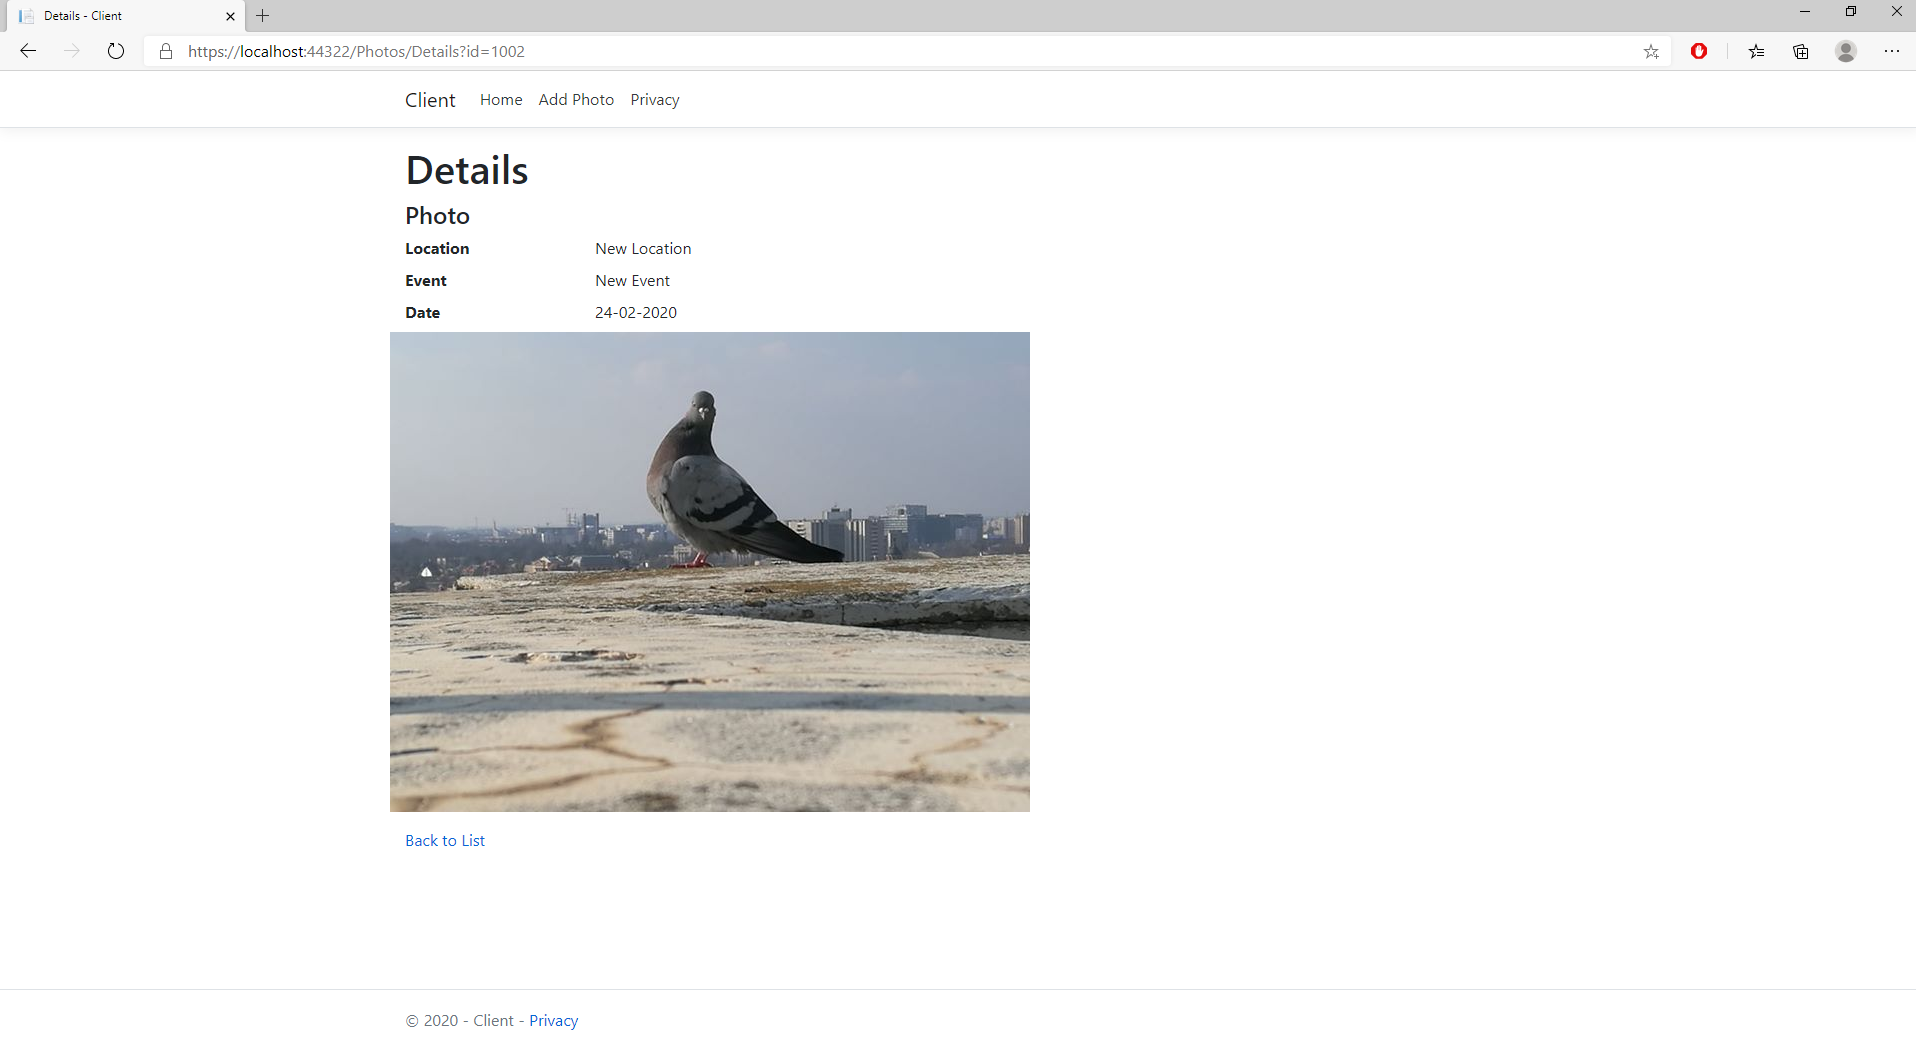 Details - Client
https://localhost:44322/Photos/Details?id=1002
Client Home Add Photo Privacy
Details
Photo
Location New Location
Event New Event
Date 24-02-2020
Back to List
© 2020 - Client - Privacy